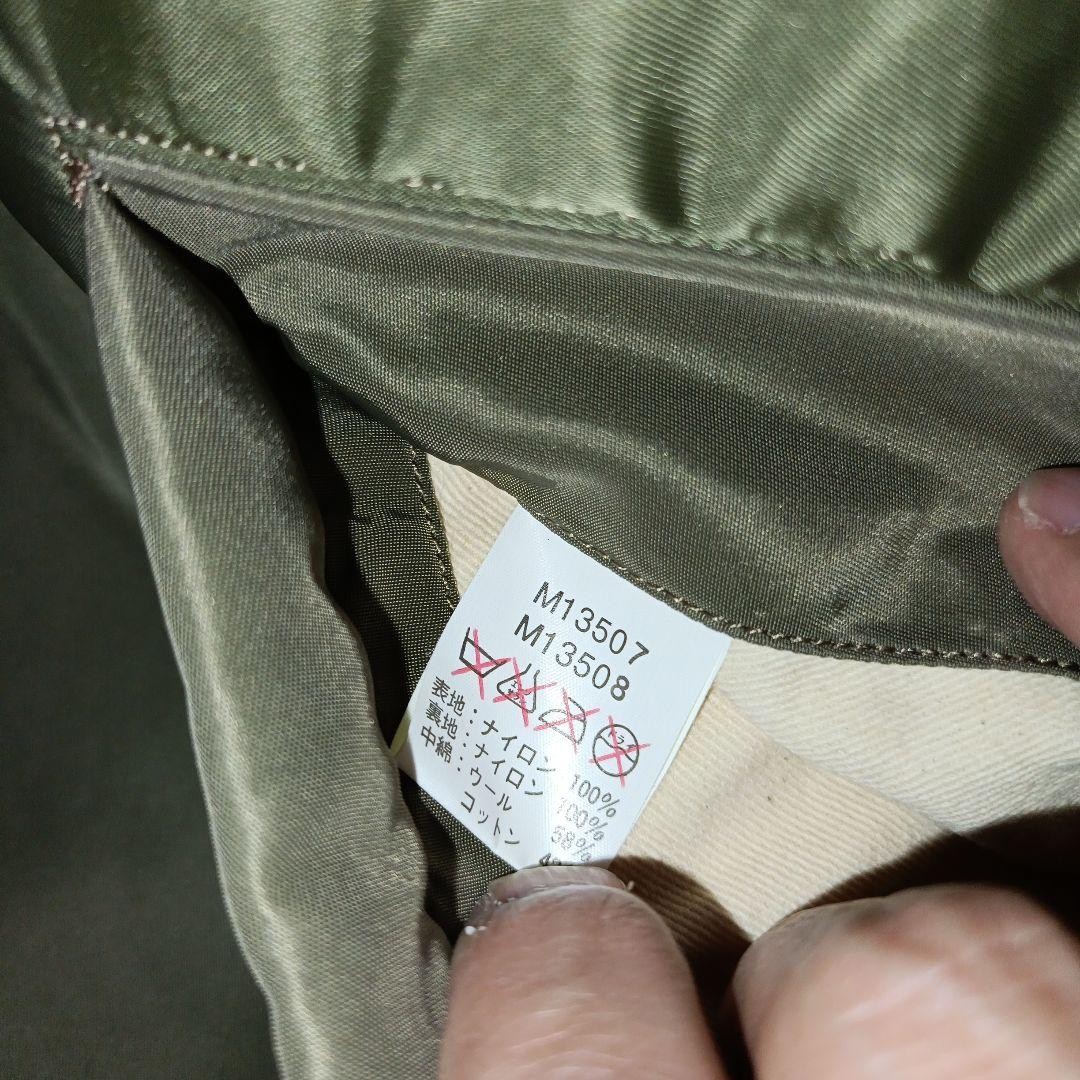 M13507
M13508
表地：ナイロン 100%
裏地：ナイロン 100%
中綿：ウール 58%
コットン